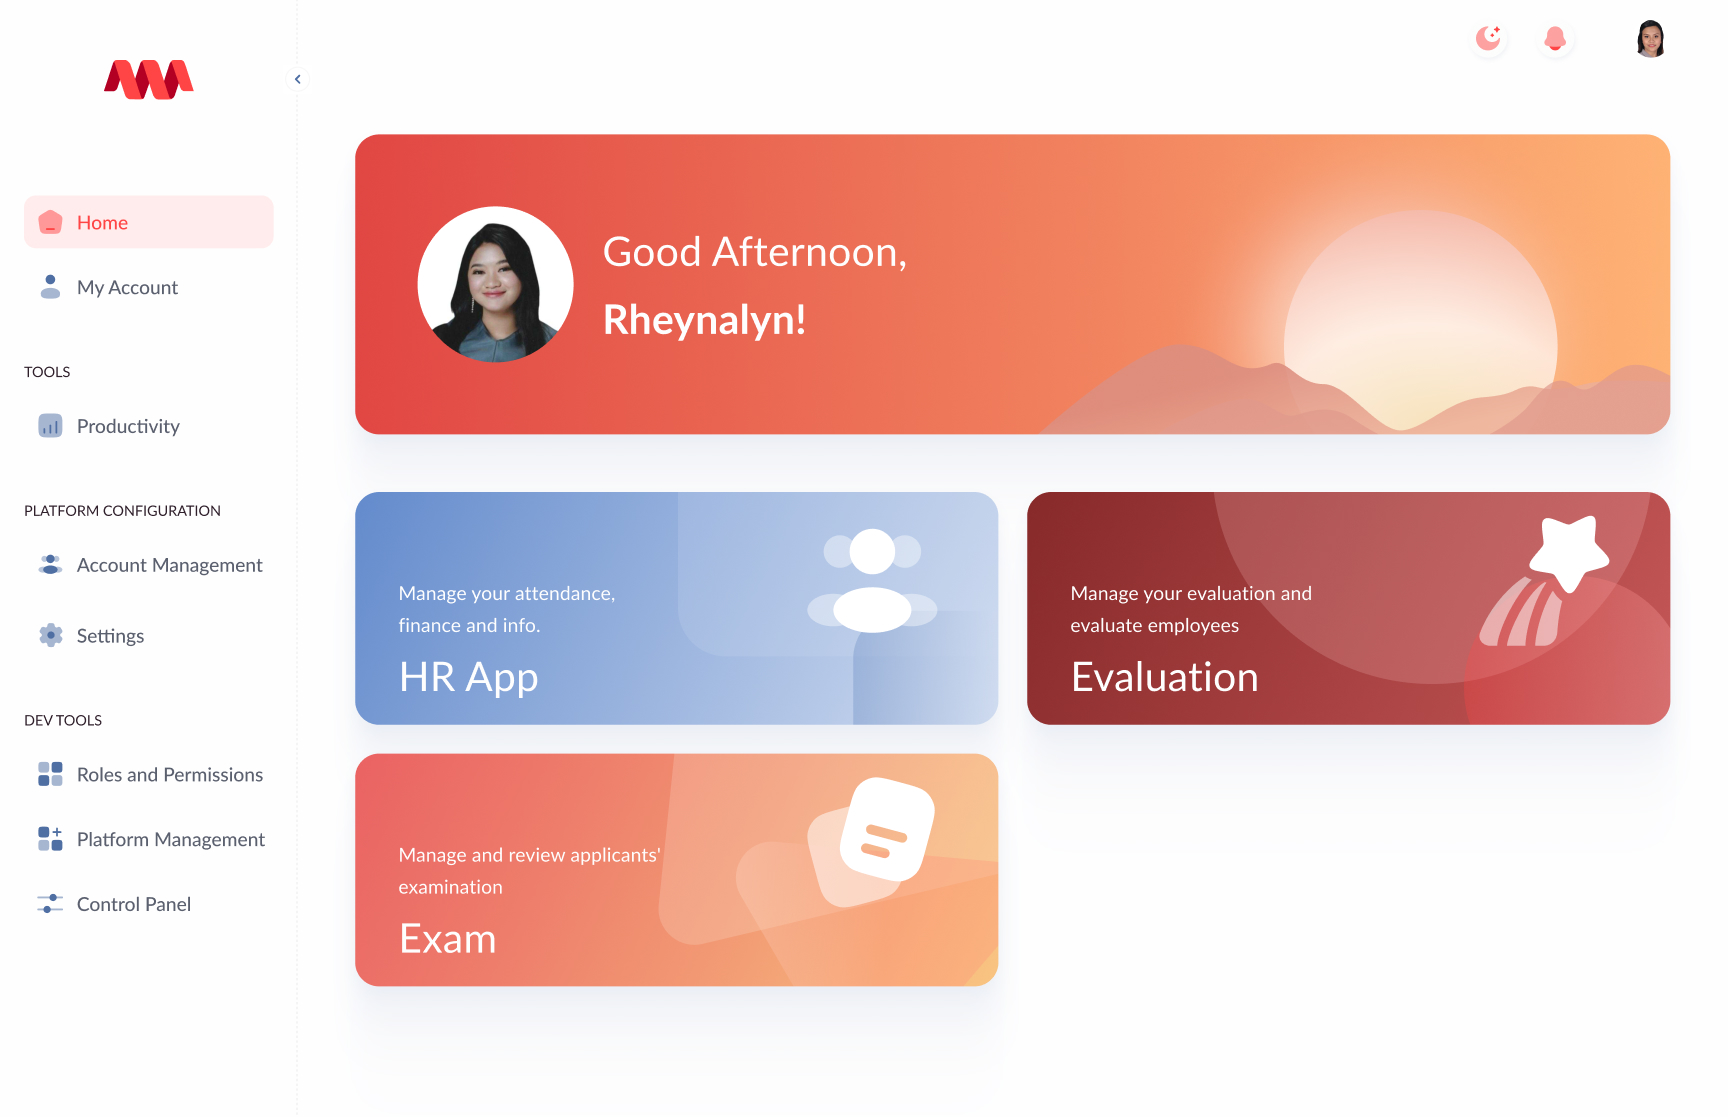 Home
My Account
TOOLS
Productivity
PLATFORM CONFIGURATION
Account Management
Settings
DEV TOOLS
Roles and Permissions
Platform Management
Control Panel
Good Afternoon,
Rheynalyn!
Manage your attendance,
finance and info.
HR App
Manage your evaluation and
evaluate employees
Evaluation
Manage and review applicants'
examination
Exam